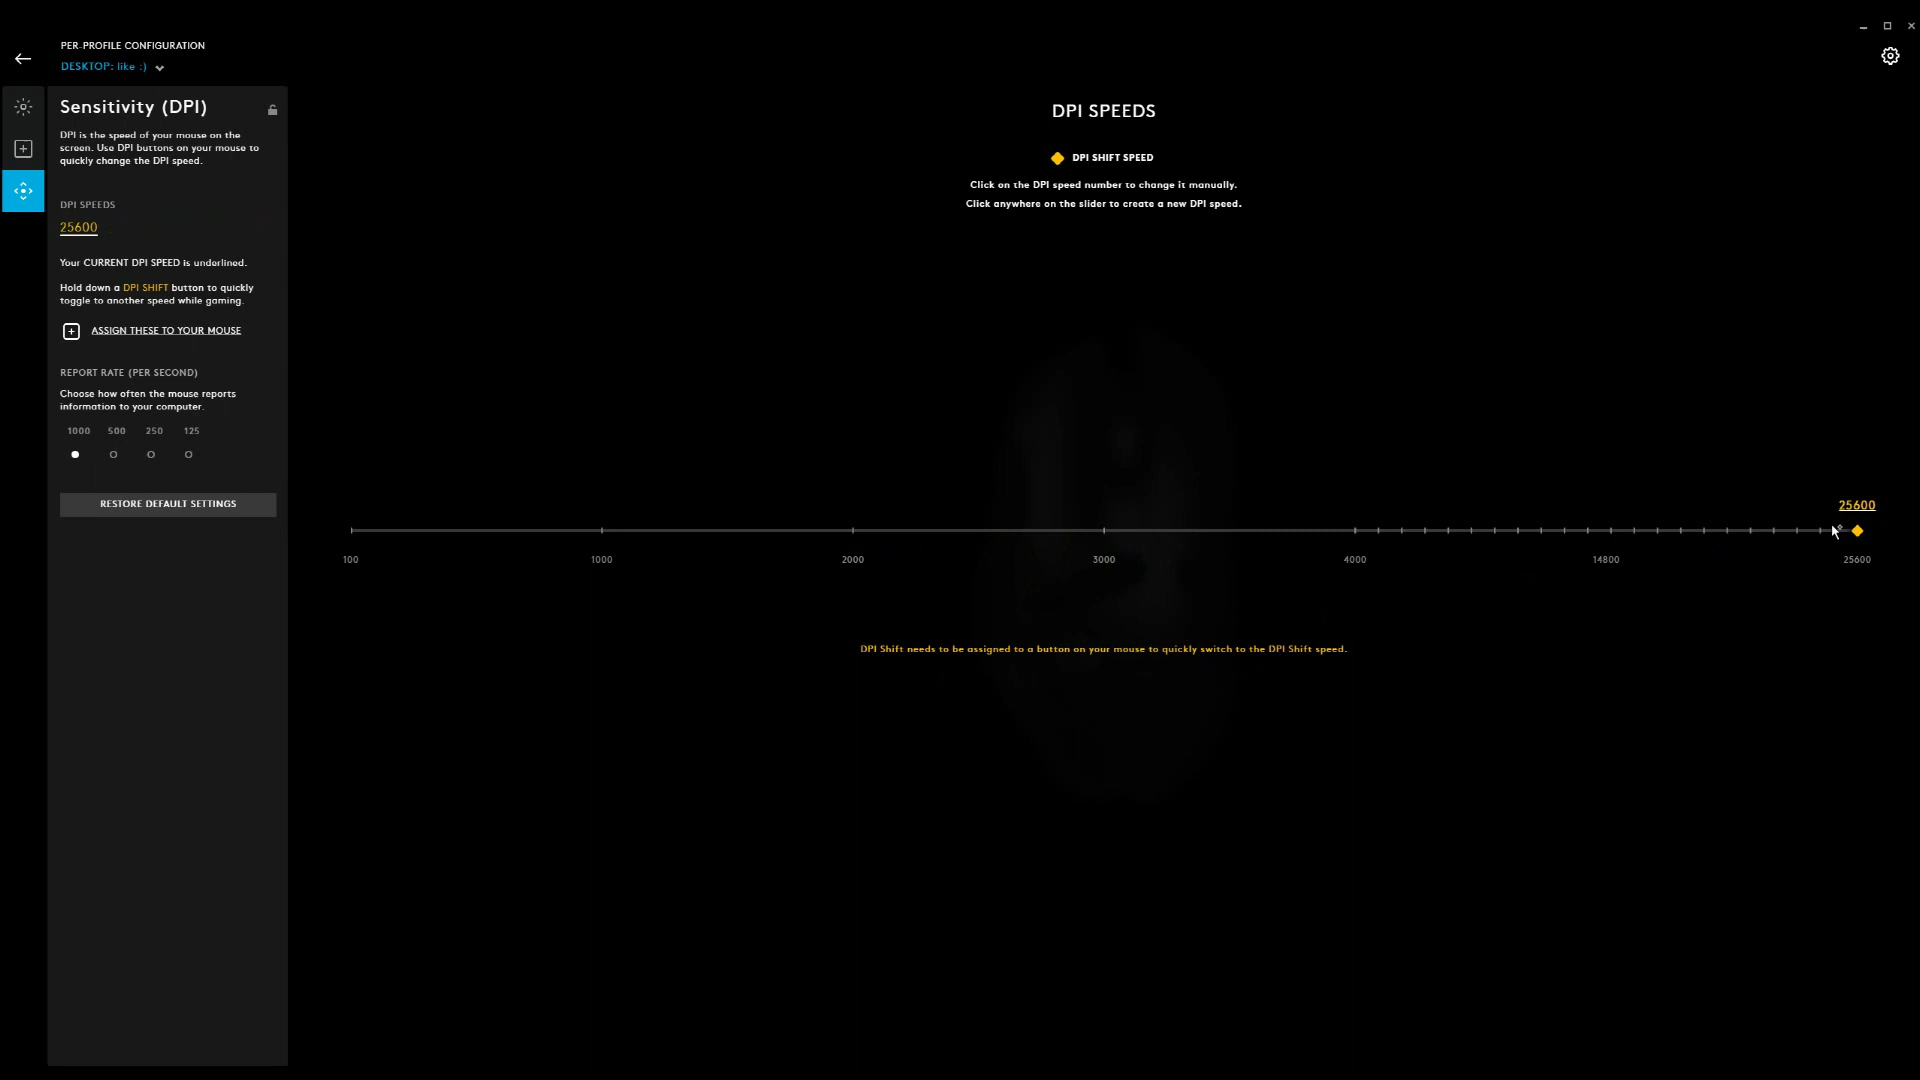 PER-PROFILE CONFIGURATION
DESKTOP: like :)
Sensitivity (DPI)
DPI is the speed of your mouse on the
screen. Use DPI buttons on your mouse to
quickly change the DPI speed.
DPI SPEEDS
25600
Your CURRENT DPI SPEED is underlined.
Hold down a DPI SHIFT button to quickly
toggle to another speed while gaming.
ASSIGN THESE TO YOUR MOUSE
REPORT RATE (PER SECOND)
Choose how often the mouse reports
information to your computer.
1000 500 250 125
RESTORE DEFAULT SETTINGS
DPI SPEEDS
DPI SHIFT SPEED
Click on the DPI speed number to change it manually.
Click anywhere on the slider to create a new DPI speed.
25600
100 1000 2000 3000 4000 14800 25600
DPI Shift needs to be assigned to a button on your mouse to quickly switch to the DPI Shift speed.